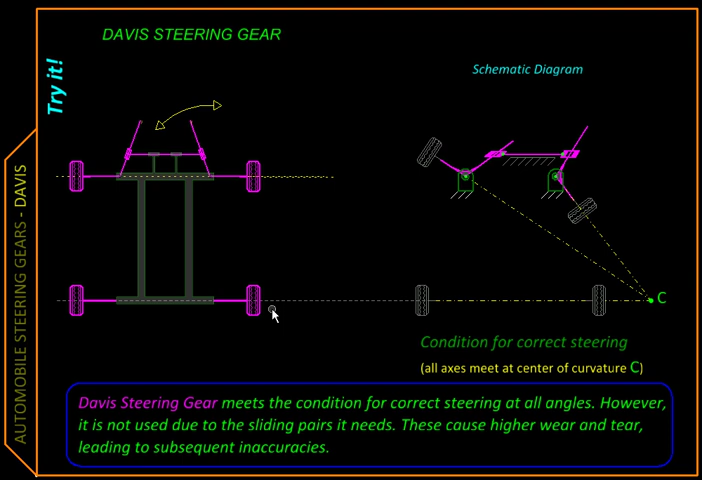 DAVIS STEERING GEAR
Try it!
Schematic Diagram
AUTOMOBILE STEERING GEARS - DAVIS
C
Condition for correct steering
(all axes meet at center of curvature C)
Davis Steering Gear meets the condition for correct steering at all angles. However,
it is not used due to the sliding pairs it needs. These cause higher wear and tear,
leading to subsequent inaccuracies.